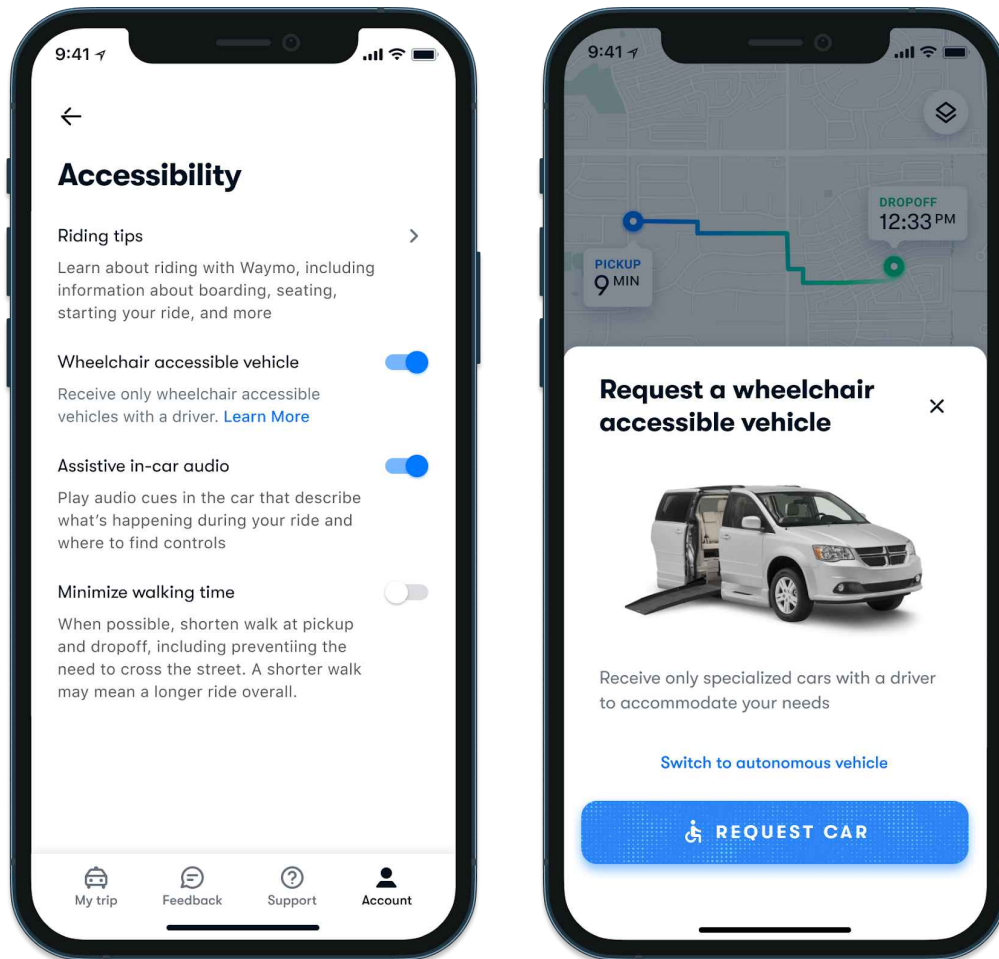 9:41
Accessibility
Riding tips
Learn about riding with Waymo, including
information about boarding, seating,
starting your ride, and more
Wheelchair accessible vehicle
Receive only wheelchair accessible
vehicles with a driver. Learn More
Assistive in-car audio
Play audio cues in the car that describe
what's happening during your ride and
where to find controls
Minimize walking time
When possible, shorten walk at pickup
and dropoff, including preventiing the
need to cross the street. A shorter walk
may mean a longer ride overall.
My trip
Feedback
Support
Account
9:41
DROPOFF
12:33 PM
PICKUP
9 MIN
Request a wheelchair
accessible vehicle
Receive only specialized cars with a driver
to accommodate your needs
Switch to autonomous vehicle
REQUEST CAR